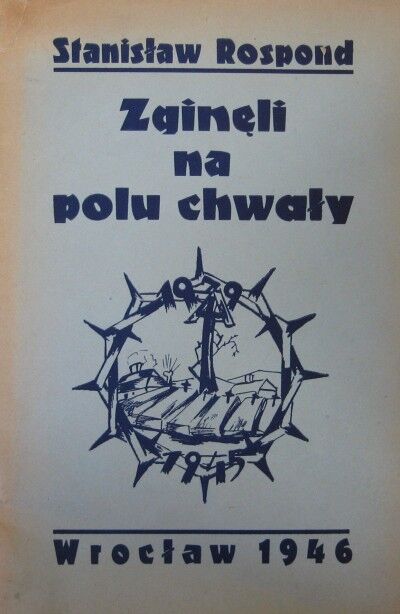 Stanisław Rospond
Zginęli
na
polu chwały
1939
1945
Wrocław 1946